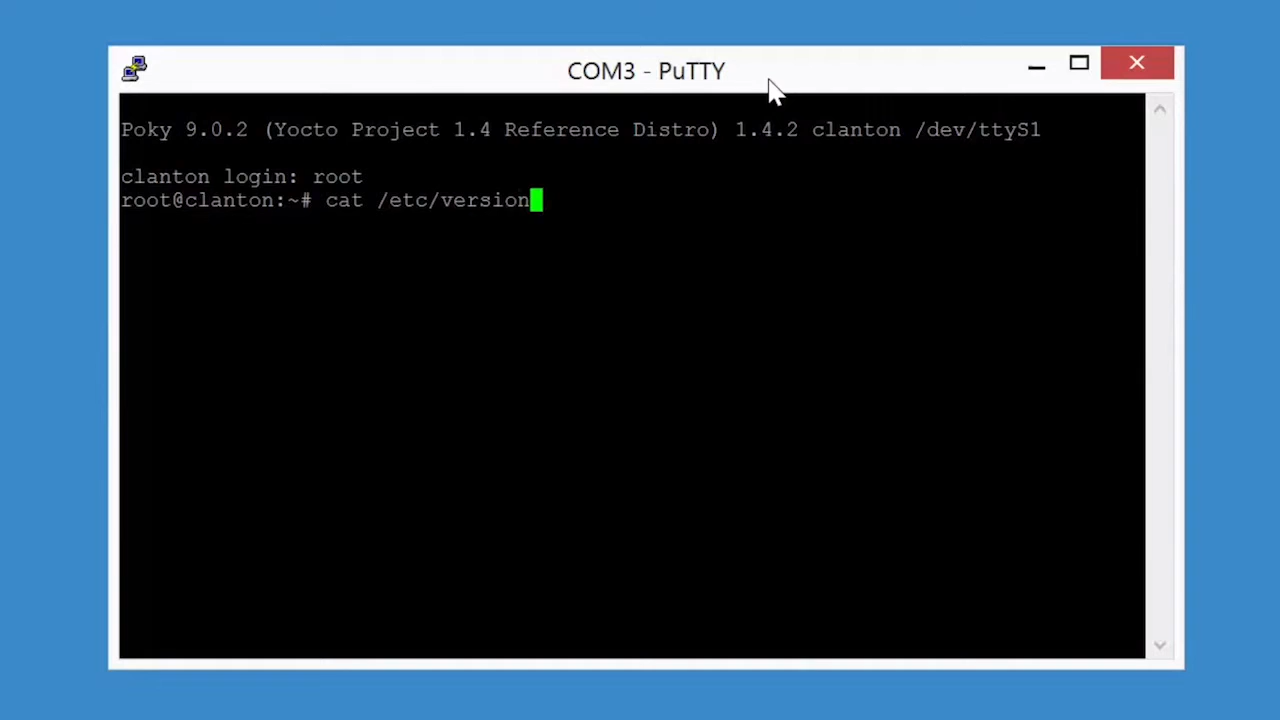 COM3 - PuTTY
Poky 9.0.2 (Yocto Project 1.4 Reference Distro) 1.4.2 clanton /dev/ttyS1
clanton login: root
root@clanton:~# cat /etc/version